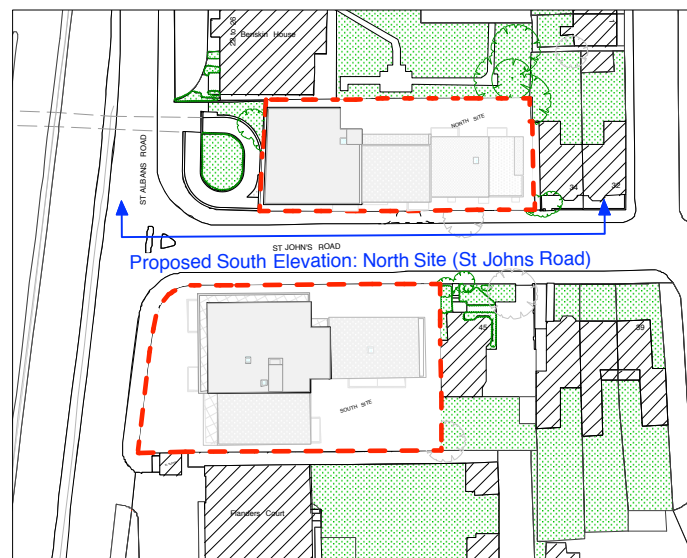 22 to 26
Benskin House
1
NORTH SITE
ST ALBANS ROAD
34
32
ST JOHN'S ROAD
Proposed South Elevation: North Site (St Johns Road)
45
39
SOUTH SITE
Flanders Court